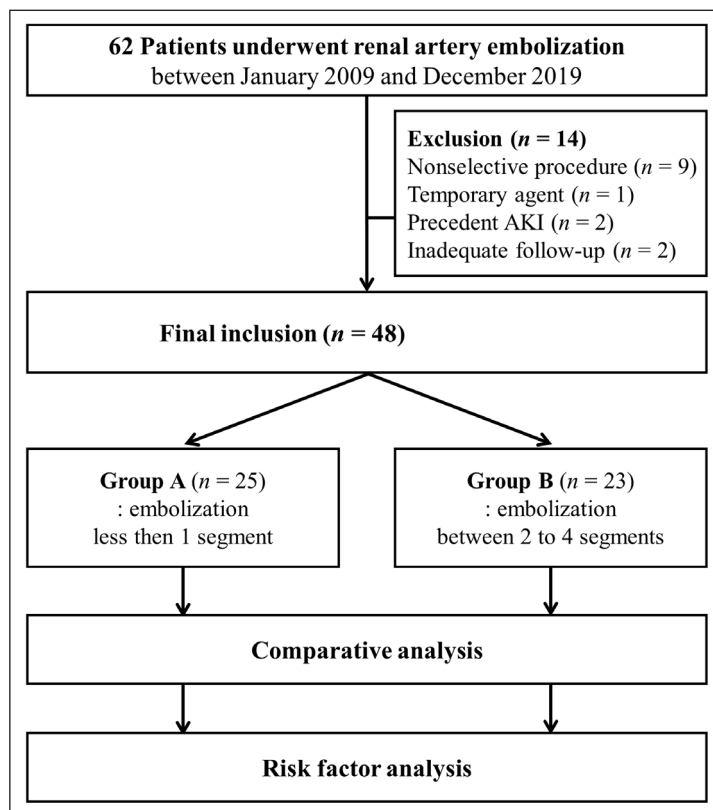 62 Patients underwent renal artery embolization
between January 2009 and December 2019
Exclusion (n = 14)
Nonselective procedure (n = 9)
Temporary agent (n = 1)
Precedent AKI (n = 2)
Inadequate follow-up (n = 2)
Final inclusion (n = 48)
Group A (n = 25)
: embolization
less then 1 segment
Group B (n = 23)
: embolization
between 2 to 4 segments
Comparative analysis
Risk factor analysis